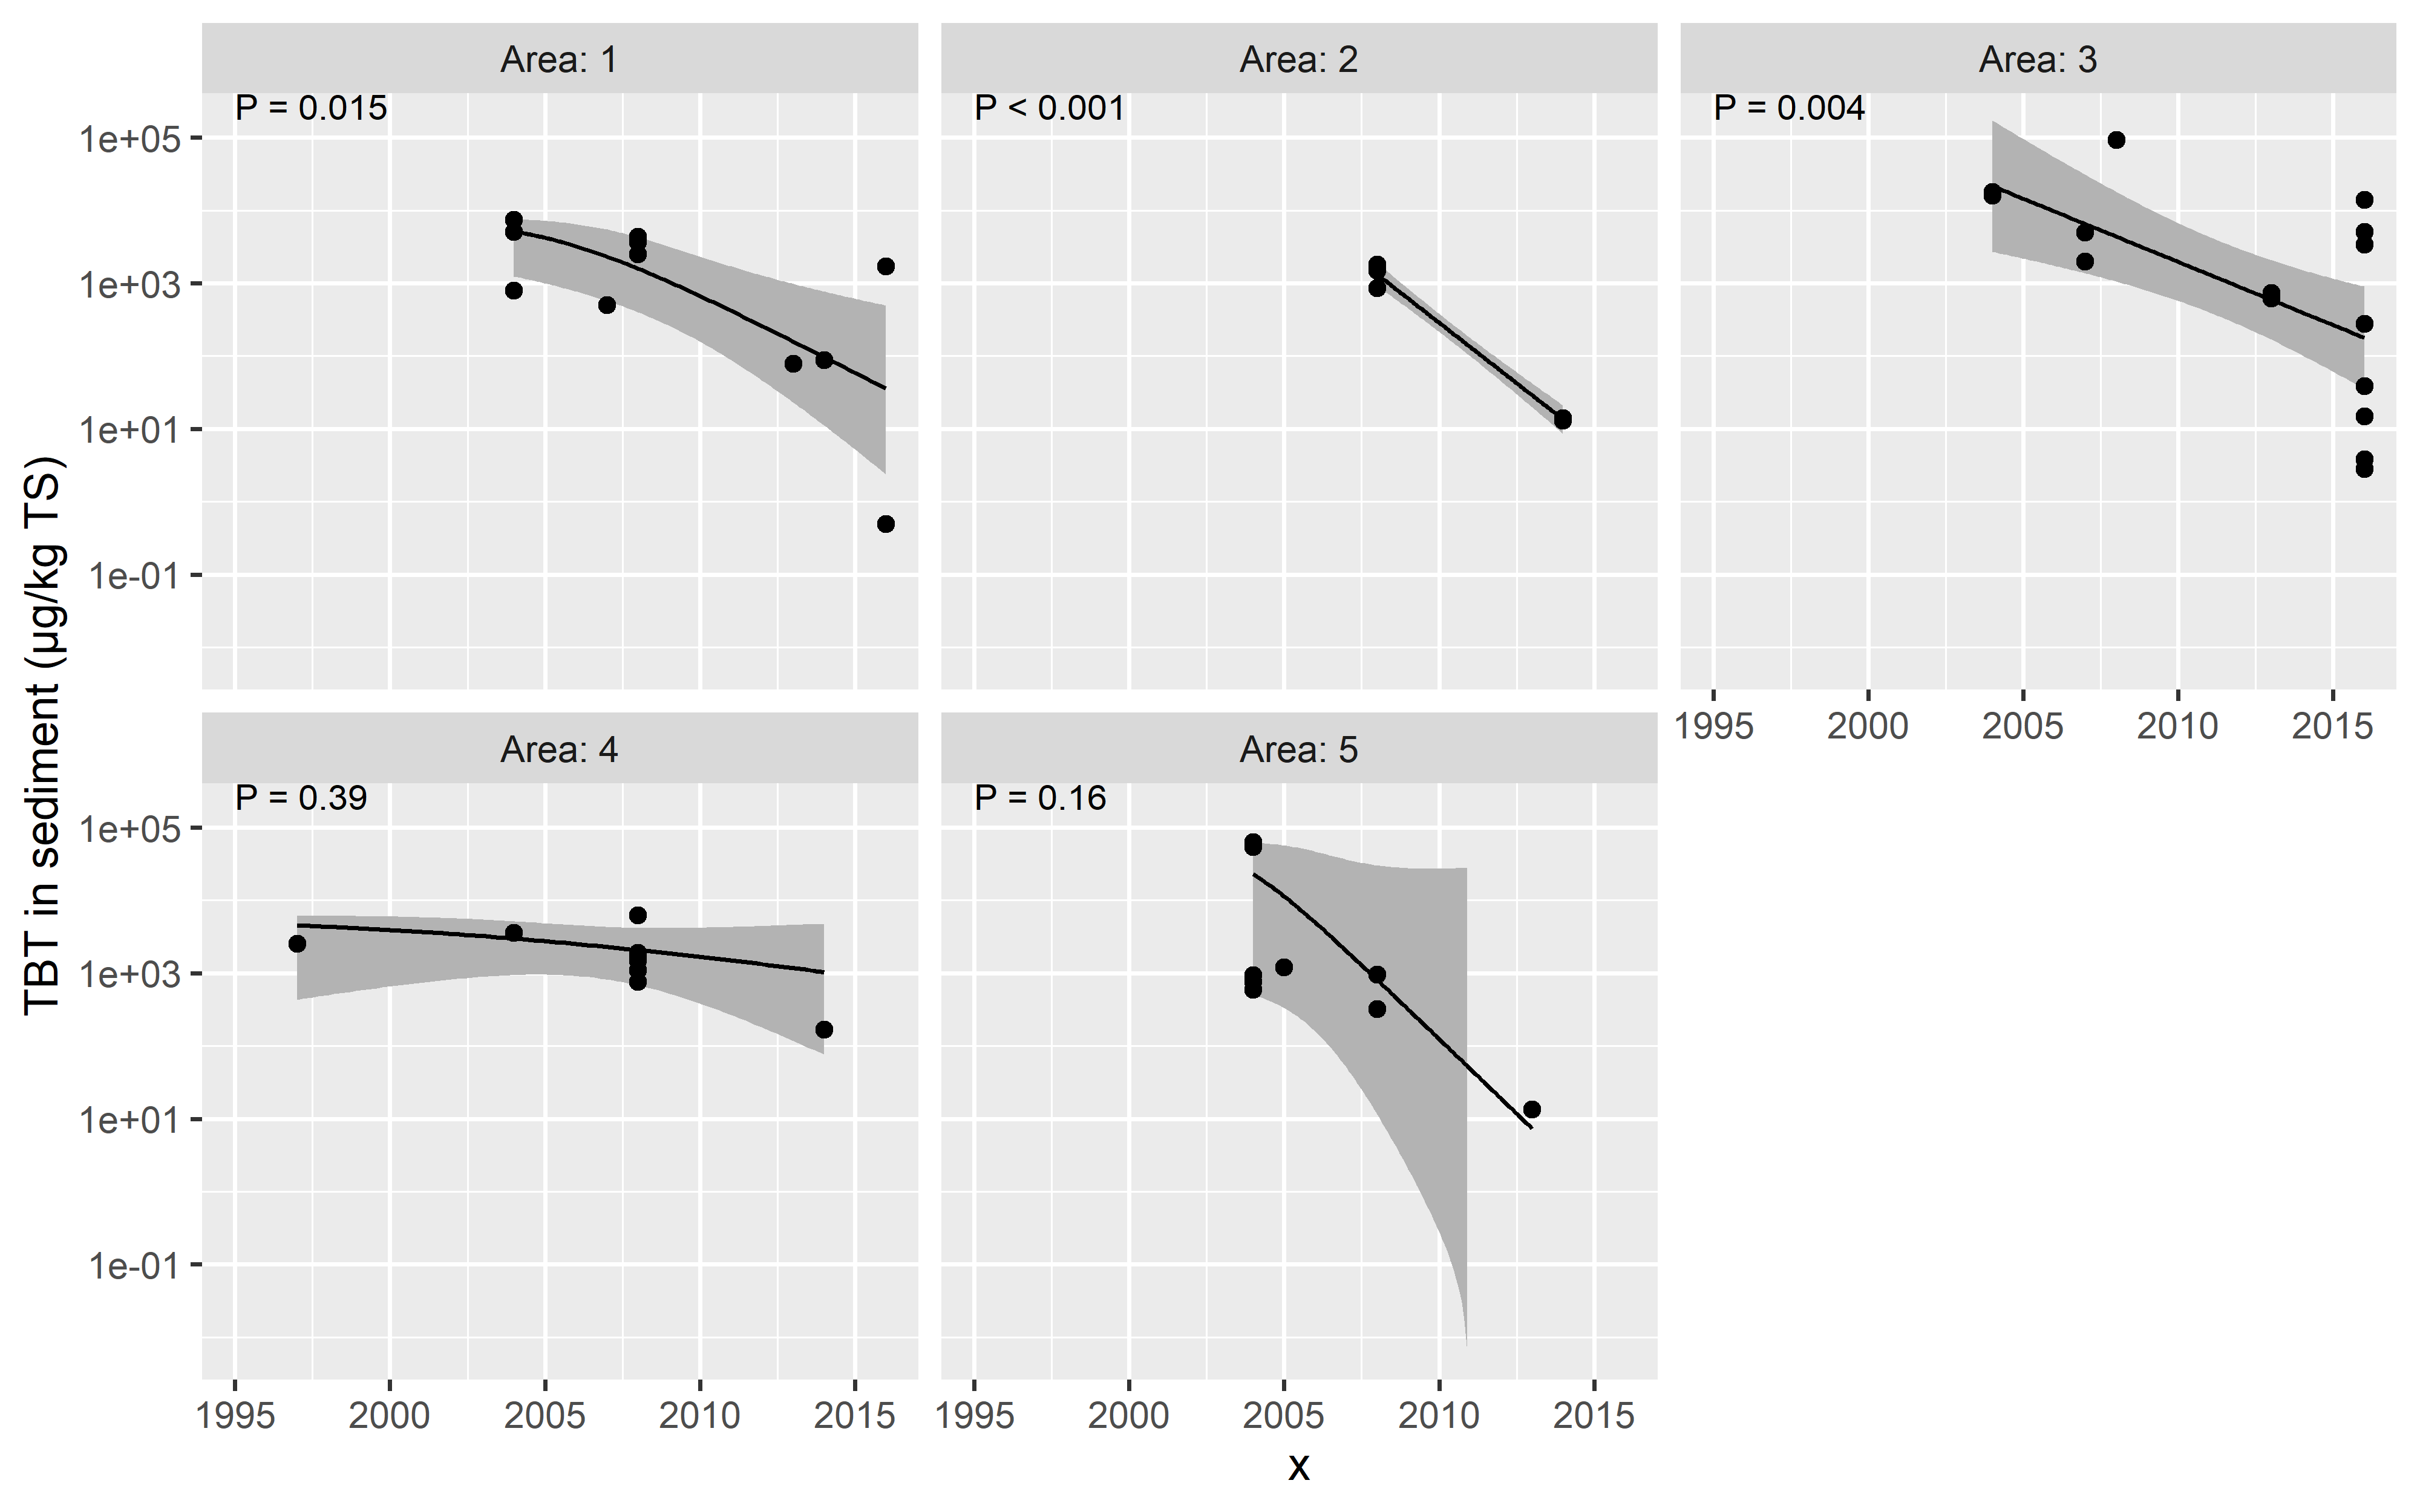 Area: 1
Area: 2
Area: 3
P = 0.015
P < 0.001
P = 0.004
1e+05
1e+03
1e+01
1e-01
1995 2000 2005 2010 2015
TBT in sediment (µg/kg TS)
Area: 4
Area: 5
P = 0.39
P = 0.16
1e+05
1e+03
1e+01
1e-01
1995 2000 2005 2010 2015
1995 2000 2005 2010 2015
x